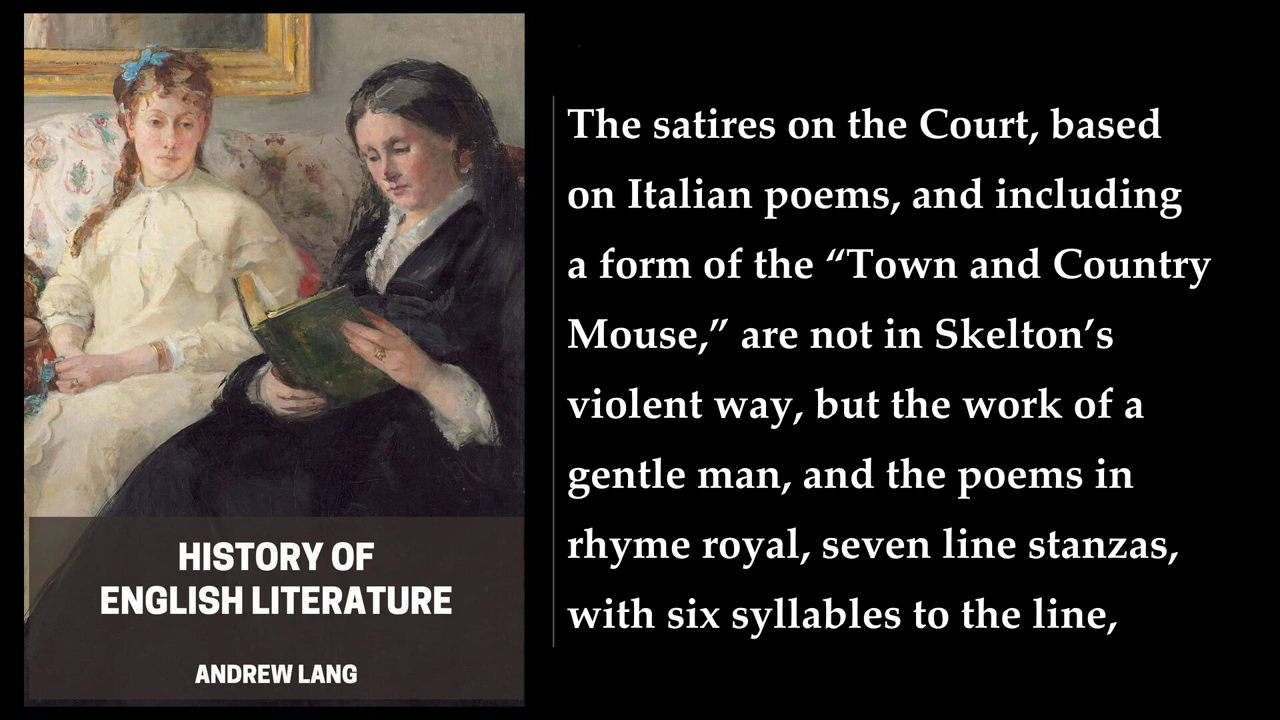 HISTORY OF
ENGLISH LITERATURE
ANDREW LANG
The satires on the Court, based
on Italian poems, and including
a form of the “Town and Country
Mouse,” are not in Skelton’s
violent way, but the work of a
gentle man, and the poems in
rhyme royal, seven line stanzas,
with six syllables to the line,